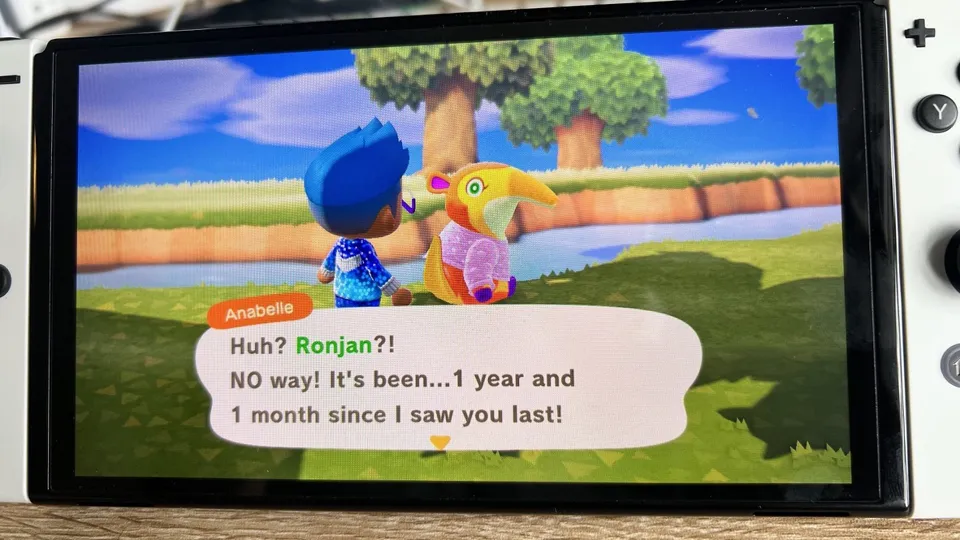 Y
Anabelle
Huh? Ronjan?!
NO way! It's been...1 year and
1 month since I saw you last!